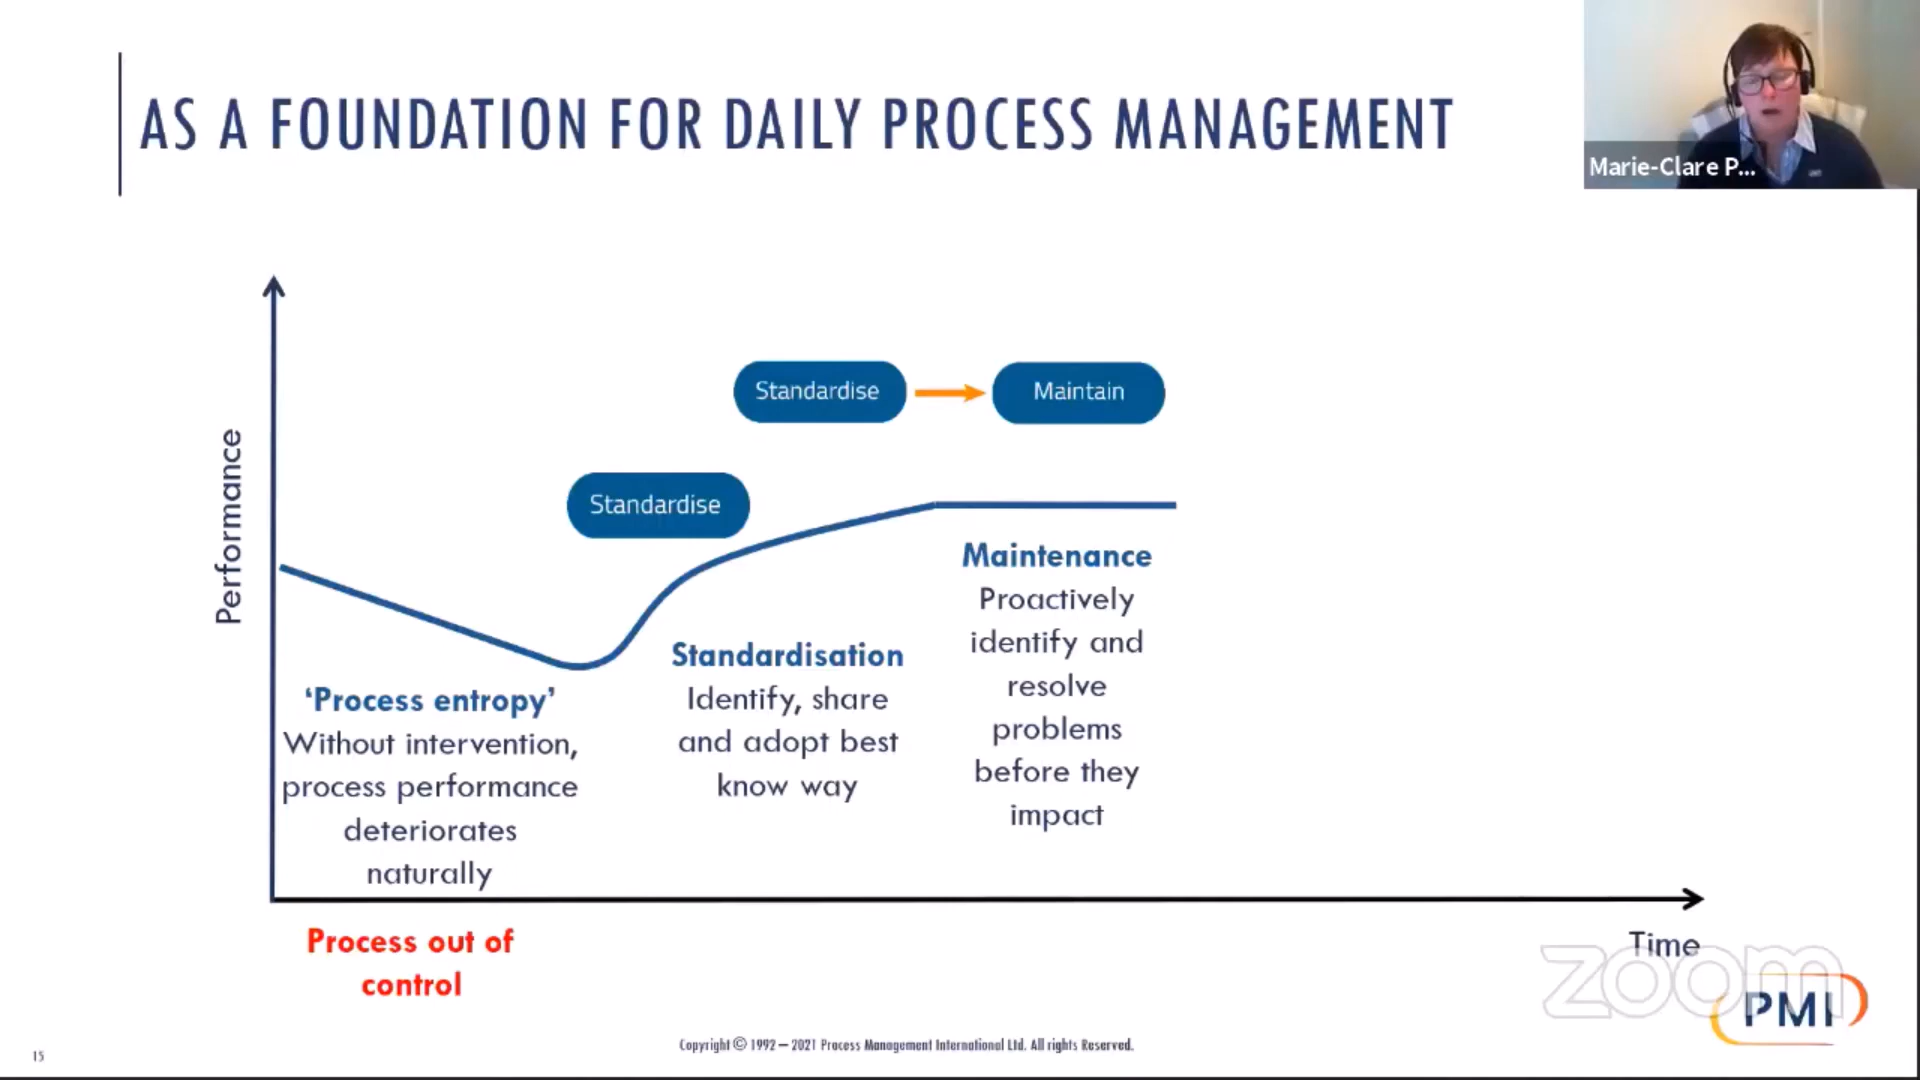 AS A FOUNDATION FOR DAILY PROCESS MANAGEMENT
Marie-Clare P...
Performance
Standardise
Maintain
Standardise
‘Process entropy’
Without intervention,
process performance
deteriorates
naturally
Standardisation
Identify, share
and adopt best
know way
Maintenance
Proactively
identify and
resolve
problems
before they
impact
Process out of
control
Time
zoom
PMI
Copyright © 1992 – 2021 Process Management International Ltd. All rights Reserved.
15